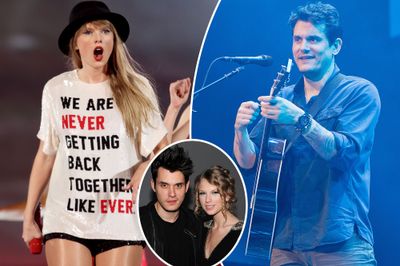 WE ARE
NEVER
GETTING
BACK
TOGETHER
LIKE EVER